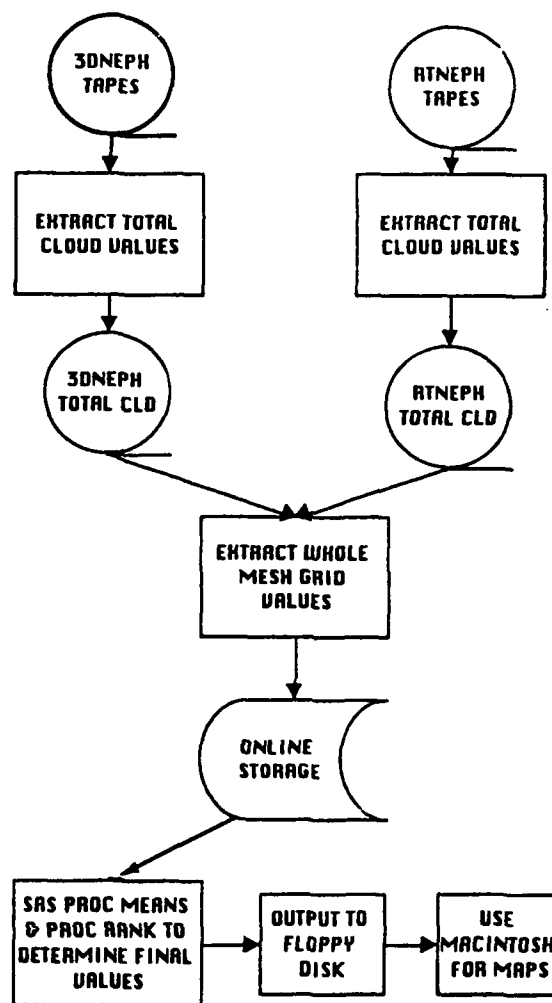 3DNEPH
TAPES
RTNEPH
TAPES
EXTRACT TOTAL
CLOUD VALUES
EXTRACT TOTAL
CLOUD VALUES
3DNEPH
TOTAL CLD
RTNEPH
TOTAL CLD
EXTRACT WHOLE
MESH GRID
VALUES
ONLINE
STORAGE
SAS PROC MEANS
& PROC RANK TO
DETERMINE FINAL
VALUES
OUTPUT TO
FLOPPY
DISK
USE
MACINTOSH
FOR MAPS